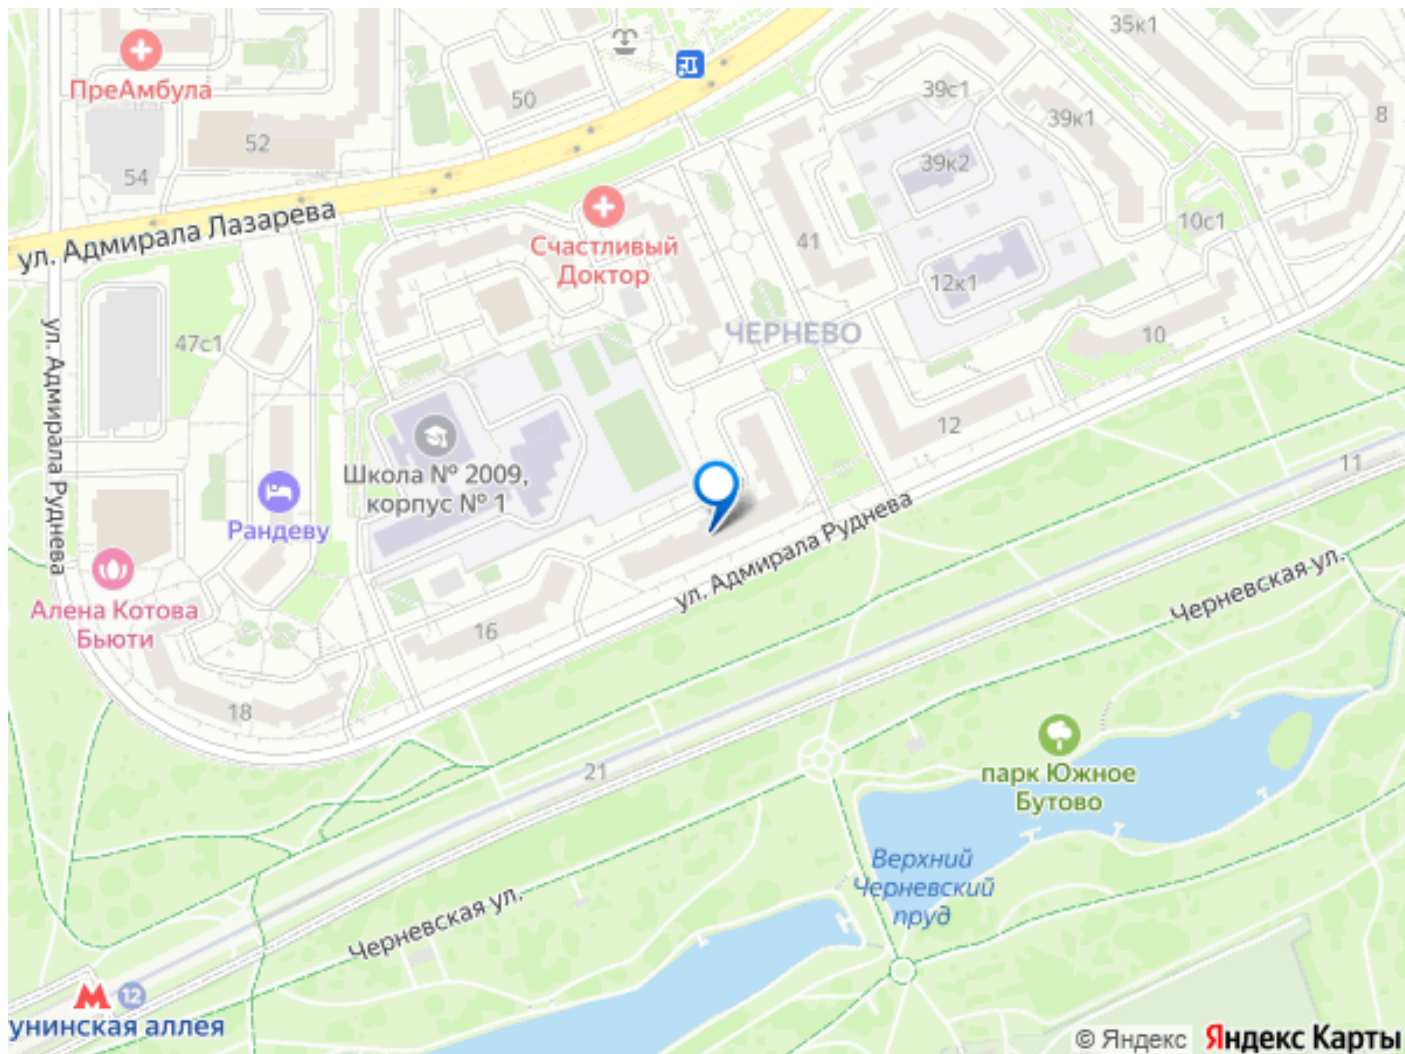 35к1
ПреАмбула
50
39с1
39к1
8
52
54
39к2
ул. Адмирала Лазарева
Счастливый
Доктор
41
10с1
12к1
ул. Адмирала Руднева
47с1
ЧЕРНЕВО
10
12
Школа № 2009,
корпус № 1
11
Рандеву
ул. Адмирала Руднева
Черневская ул.
Алена Котова
Бьюти
16
18
21
парк Южное
Бутово
Верхний
Черневский
пруд
Черневская ул.
М 12
унинская аллея
© Яндекс Яндекс Карты